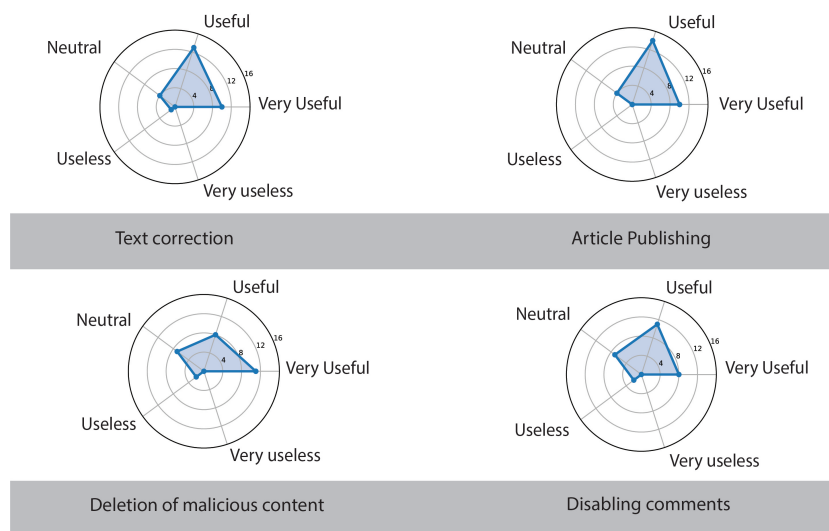 Useful
Useful
Neutral
Neutral
16
16
12
12
8
8
4
4
Very Useful
Very Useful
Useless
Useless
Very useless
Very useless
Text correction
Article Publishing
Useful
Useful
Neutral
Neutral
16
16
12
12
8
8
4
4
Very Useful
Very Useful
Useless
Useless
Very useless
Very useless
Deletion of malicious content
Disabling comments